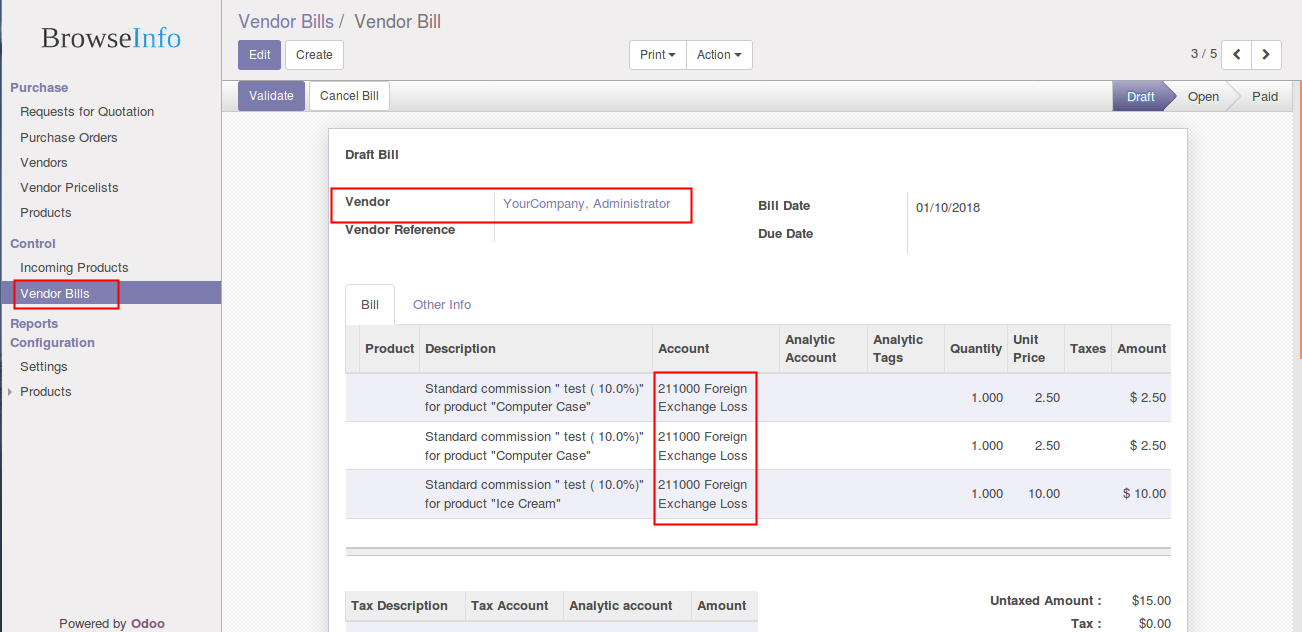 BrowseInfo
Purchase
Requests for Quotation
Purchase Orders
Vendors
Vendor Pricelists
Products
Control
Incoming Products
Vendor Bills
Reports
Configuration
Settings
Products
Powered by Odoo
Vendor Bills / Vendor Bill
Edit Create Print Action 3 / 5
Validate Cancel Bill Draft Open Paid
Draft Bill
Vendor YourCompany, Administrator
Vendor Reference
Bill Date 01/10/2018
Due Date
Bill Other Info
Product Description Account Analytic Account Analytic Tags Quantity Unit Price Taxes Amount
Standard commission " test ( 10.0%)" 211000 Foreign
for product "Computer Case" Exchange Loss 1.000 2.50 $ 2.50
Standard commission " test ( 10.0%)" 211000 Foreign
for product "Computer Case" Exchange Loss 1.000 2.50 $ 2.50
Standard commission " test ( 10.0%)" 211000 Foreign
for product "Ice Cream" Exchange Loss 1.000 10.00 $ 10.00
Tax Description Tax Account Analytic account Amount
Untaxed Amount : $15.00
Tax : $0.00